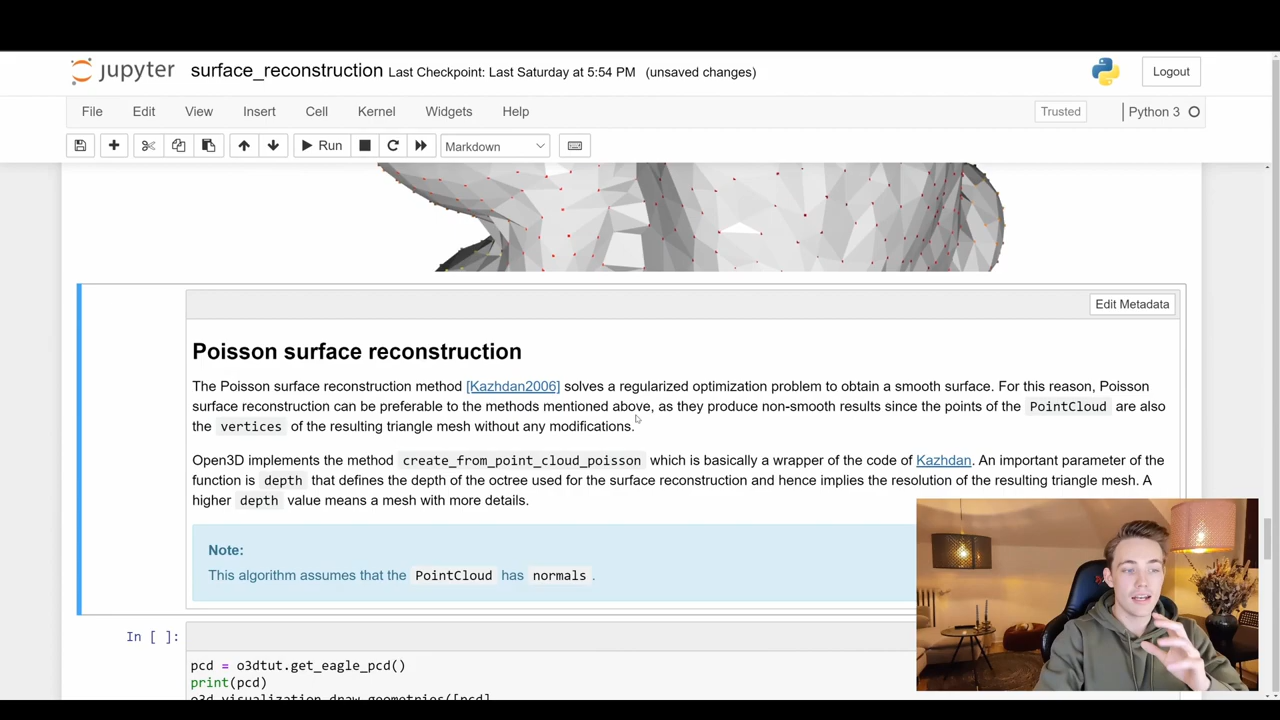 jupyter surface_reconstruction Last Checkpoint: Last Saturday at 5:54 PM (unsaved changes) Logout
File Edit View Insert Cell Kernel Widgets Help Trusted Python 3
Run Markdown
Edit Metadata
Poisson surface reconstruction
The Poisson surface reconstruction method [Kazhdan2006] solves a regularized optimization problem to obtain a smooth surface. For this reason, Poisson
surface reconstruction can be preferable to the methods mentioned above, as they produce non-smooth results since the points of the PointCloud are also
the vertices of the resulting triangle mesh without any modifications.
Open3D implements the method create_from_point_cloud_poisson which is basically a wrapper of the code of Kazhdan. An important parameter of the
function is depth that defines the depth of the octree used for the surface reconstruction and hence implies the resolution of the resulting triangle mesh. A
higher depth value means a mesh with more details.
Note:
This algorithm assumes that the PointCloud has normals .
In [ ]:
pcd = o3dtut.get_eagle_pcd()
print(pcd)
o3d.visualization.draw_geometries([pcd]